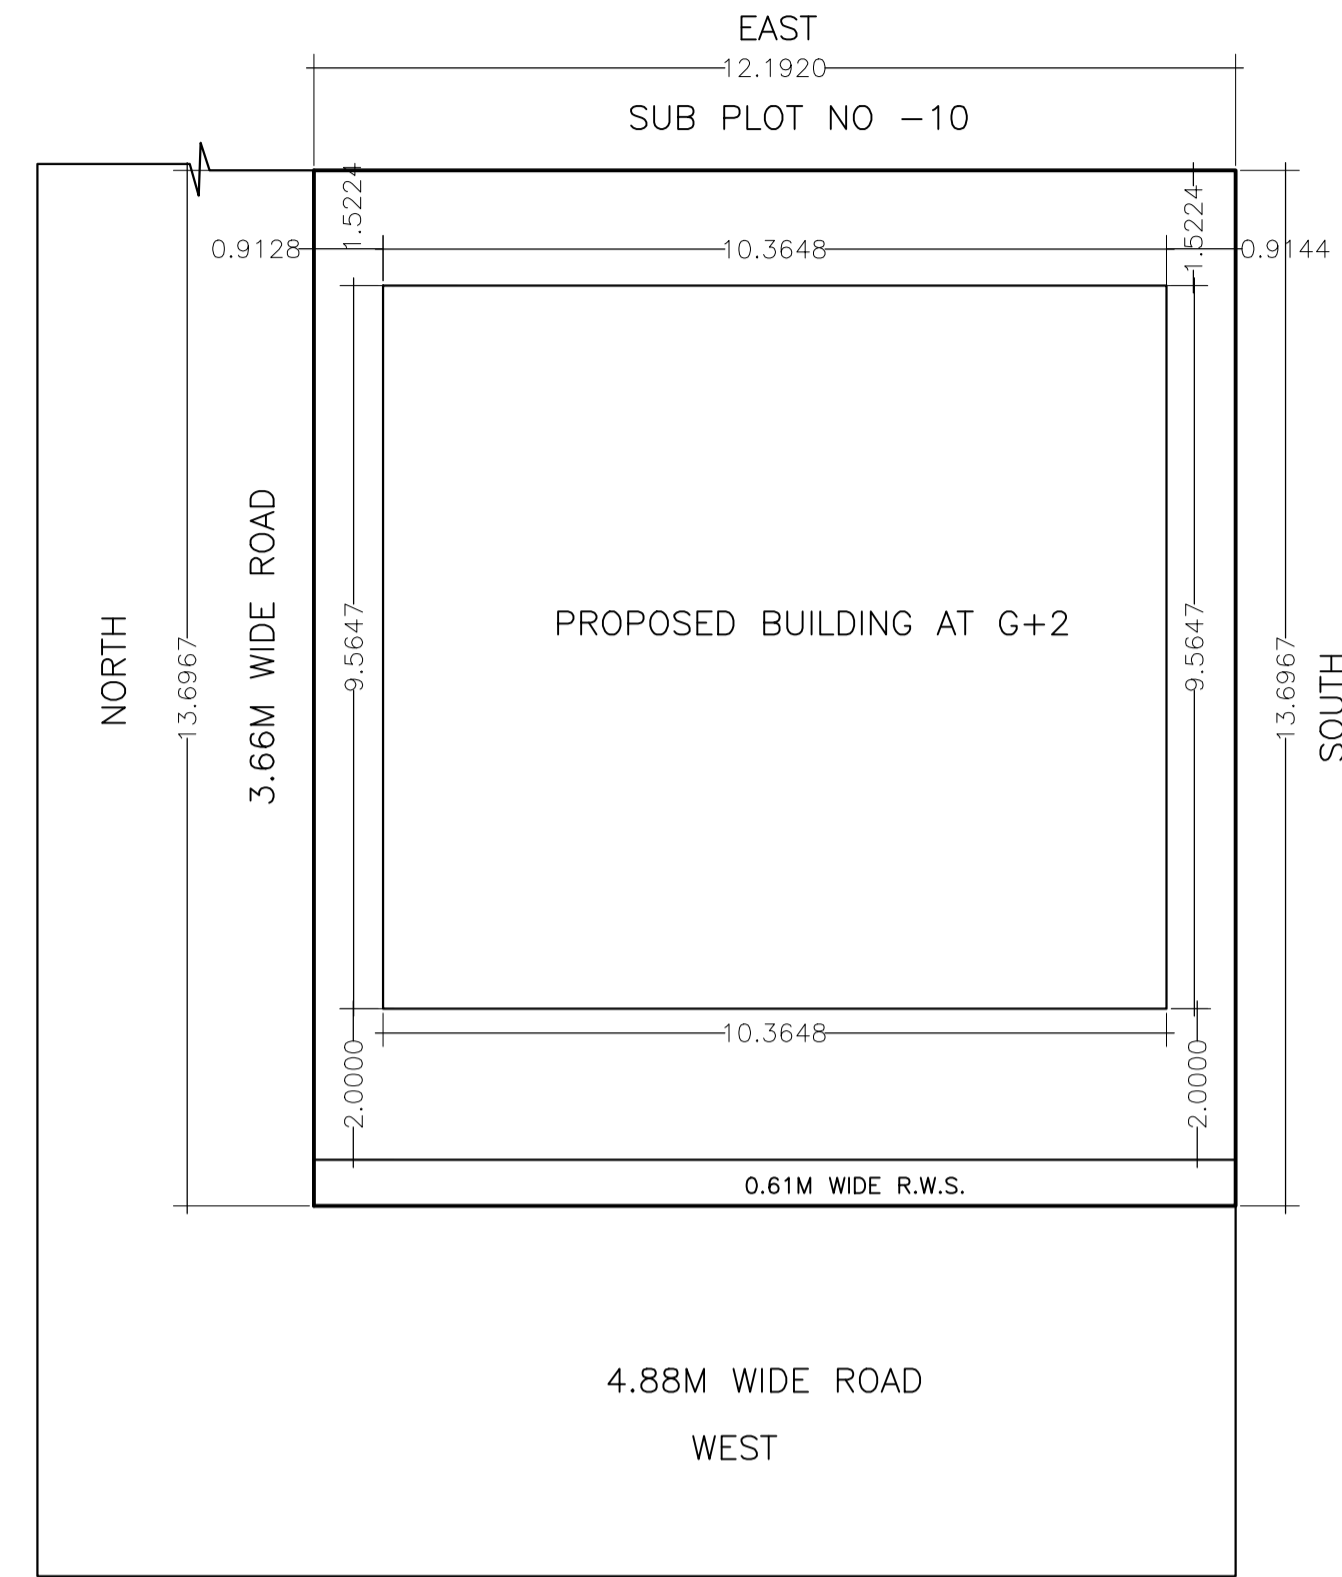 EAST
12.1920
SUB PLOT NO -10
1.5224
1.5224
0.9128
10.3648
0.9144
3.66M WIDE ROAD
NORTH
13.6967
9.5647
PROPOSED BUILDING AT G+2
9.5647
13.6967
SOUTH
10.3648
2.0000
2.0000
0.61M WIDE R.W.S.
4.88M WIDE ROAD
WEST